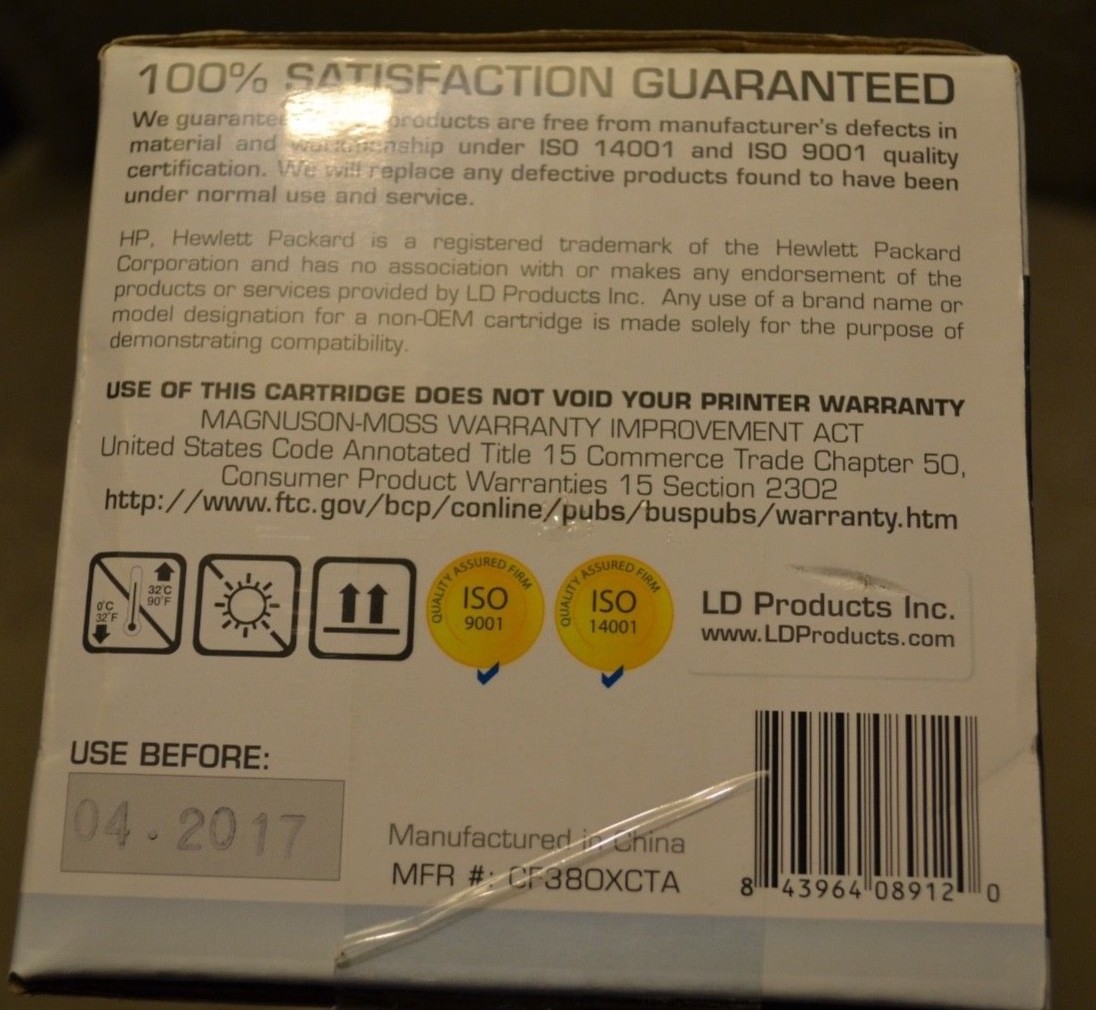 100% SATISFACTION GUARANTEED
We guarantee products are free from manufacturer's defects in
material and workmanship under ISO 14001 and ISO 9001 quality
certification. We will replace any defective products found to have been
under normal use and service.
HP, Hewlett Packard is a registered trademark of the Hewlett Packard
Corporation and has no association with or makes any endorsement of the
products or services provided by LD Products Inc. Any use of a brand name or
model designation for a non-OEM cartridge is made solely for the purpose of
demonstrating compatibility.
USE OF THIS CARTRIDGE DOES NOT VOID YOUR PRINTER WARRANTY
MAGNUSON-MOSS WARRANTY IMPROVEMENT ACT
United States Code Annotated Title 15 Commerce Trade Chapter 50,
Consumer Product Warranties 15 Section 2302
http://www.ftc.gov/bcp/conline/pubs/buspubs/warranty.htm
32°C
90°F
0°C
32°F
QUALITY ASSURED FIRM
ISO
9001
QUALITY ASSURED FIRM
ISO
14001
LD Products Inc.
www.LDProducts.com
USE BEFORE:
04.2017
Manufactured in China
MFR #: CF380XCTA
8 43964 08912 0